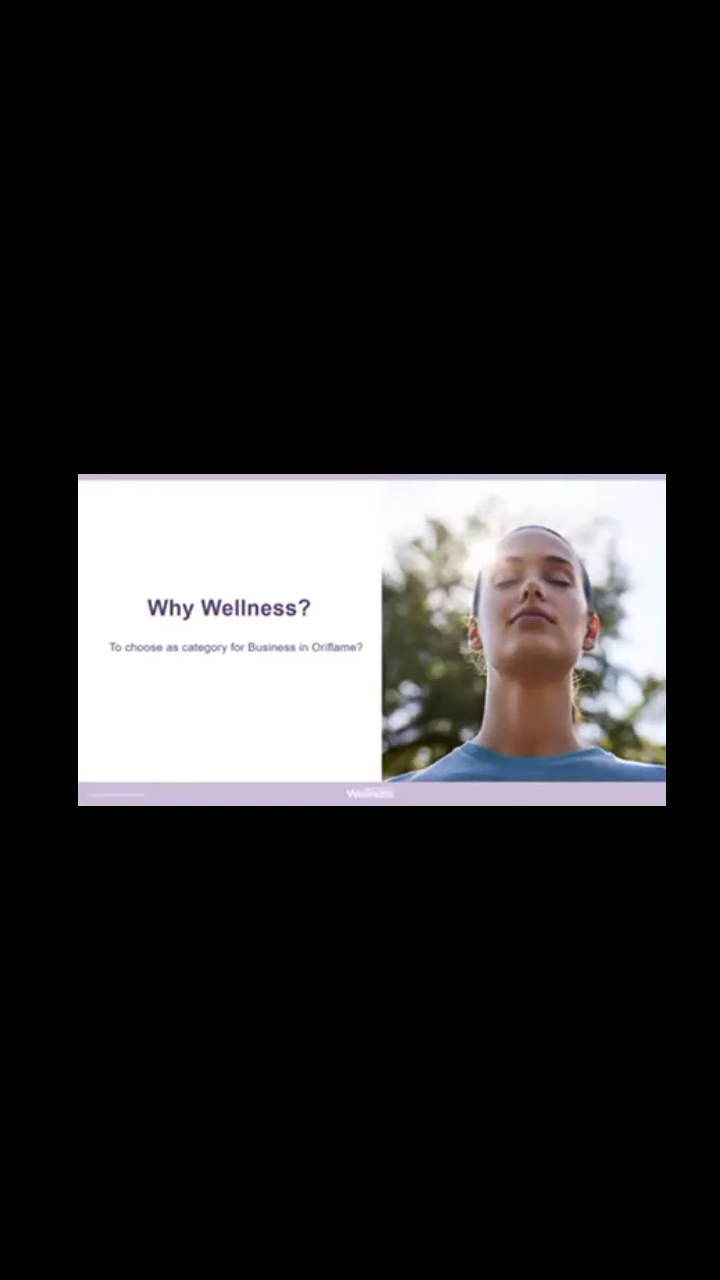 Why Wellness?
To choose as category for Business in Oriflame?
Wellness